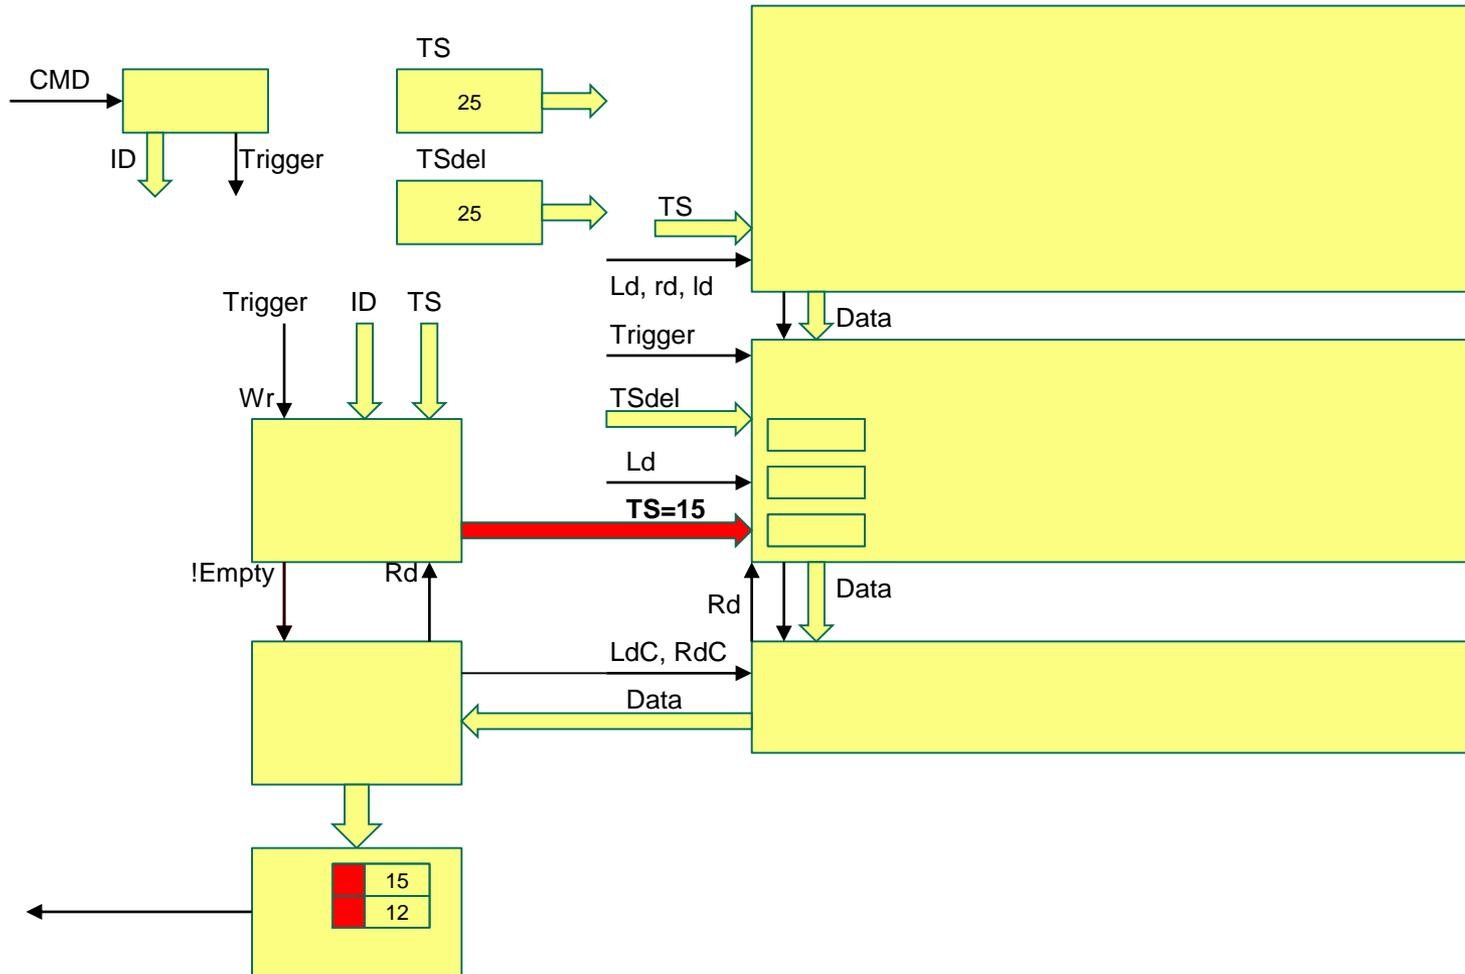 TS
CMD
25
ID
Trigger
TSdel
25
TS
Ld, rd, ld
Trigger
ID
TS
Data
Trigger
Wr
TSdel
Ld
TS=15
!Empty
Rd
Data
Rd
LdC, RdC
Data
15
12